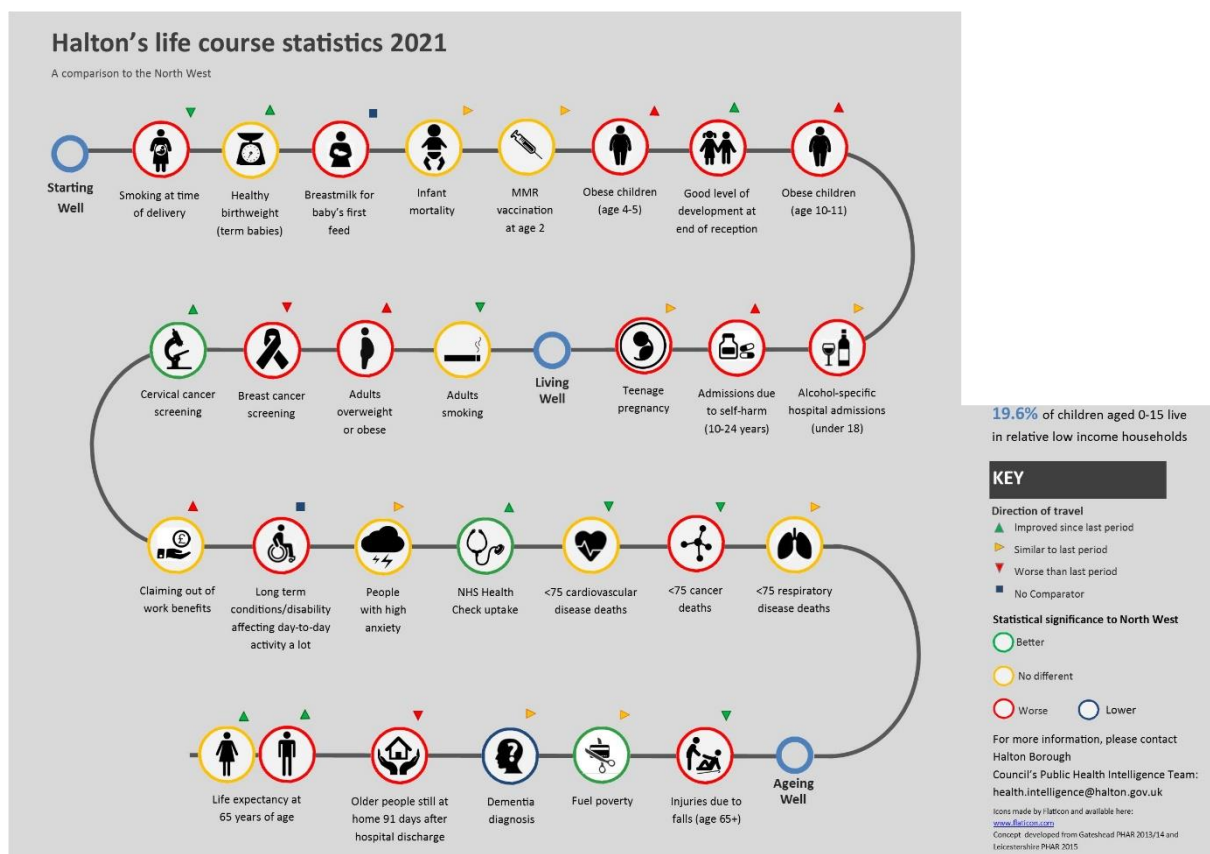 Halton's life course statistics 2021
A comparison to the North West
Starting
Well
Smoking at time
of delivery
Healthy
birthweight
(term babies)
Breastmilk for
baby's first
feed
Infant
mortality
MMR
vaccination
at age 2
Obese children
(age 4-5)
Good level of
development at
end of reception
Obese children
(age 10-11)
Cervical cancer
screening
Breast cancer
screening
Adults
overweight
or obese
Adults
smoking
Living
Well
Teenage
pregnancy
Admissions due
to self-harm
(10-24 years)
Alcohol-specific
hospital admissions
(under 18)
£
Claiming out of
work benefits
Long term
conditions/disability
affecting day-to-day
activity a lot
People
with high
anxiety
NHS Health
Check uptake
<75 cardiovascular
disease deaths
<75 cancer
deaths
<75 respiratory
disease deaths
Life expectancy at
65 years of age
Older people still at
home 91 days after
hospital discharge
?
Dementia
diagnosis
Fuel poverty
Injuries due to
falls (age 65+)
Ageing
Well
19.6% of children aged 0-15 live
in relative low income households
KEY
Direction of travel
Improved since last period
Similar to last period
Worse than last period
No Comparator
Statistical significance to North West
Better
No different
Worse
Lower
For more information, please contact
Halton Borough
Council's Public Health Intelligence Team:
health.intelligence@halton.gov.uk
Icons made by Flaticon and available here:
www.flaticon.com
Concept developed from Gateshead PHAR 2013/14 and
Leicestershire PHAR 2015